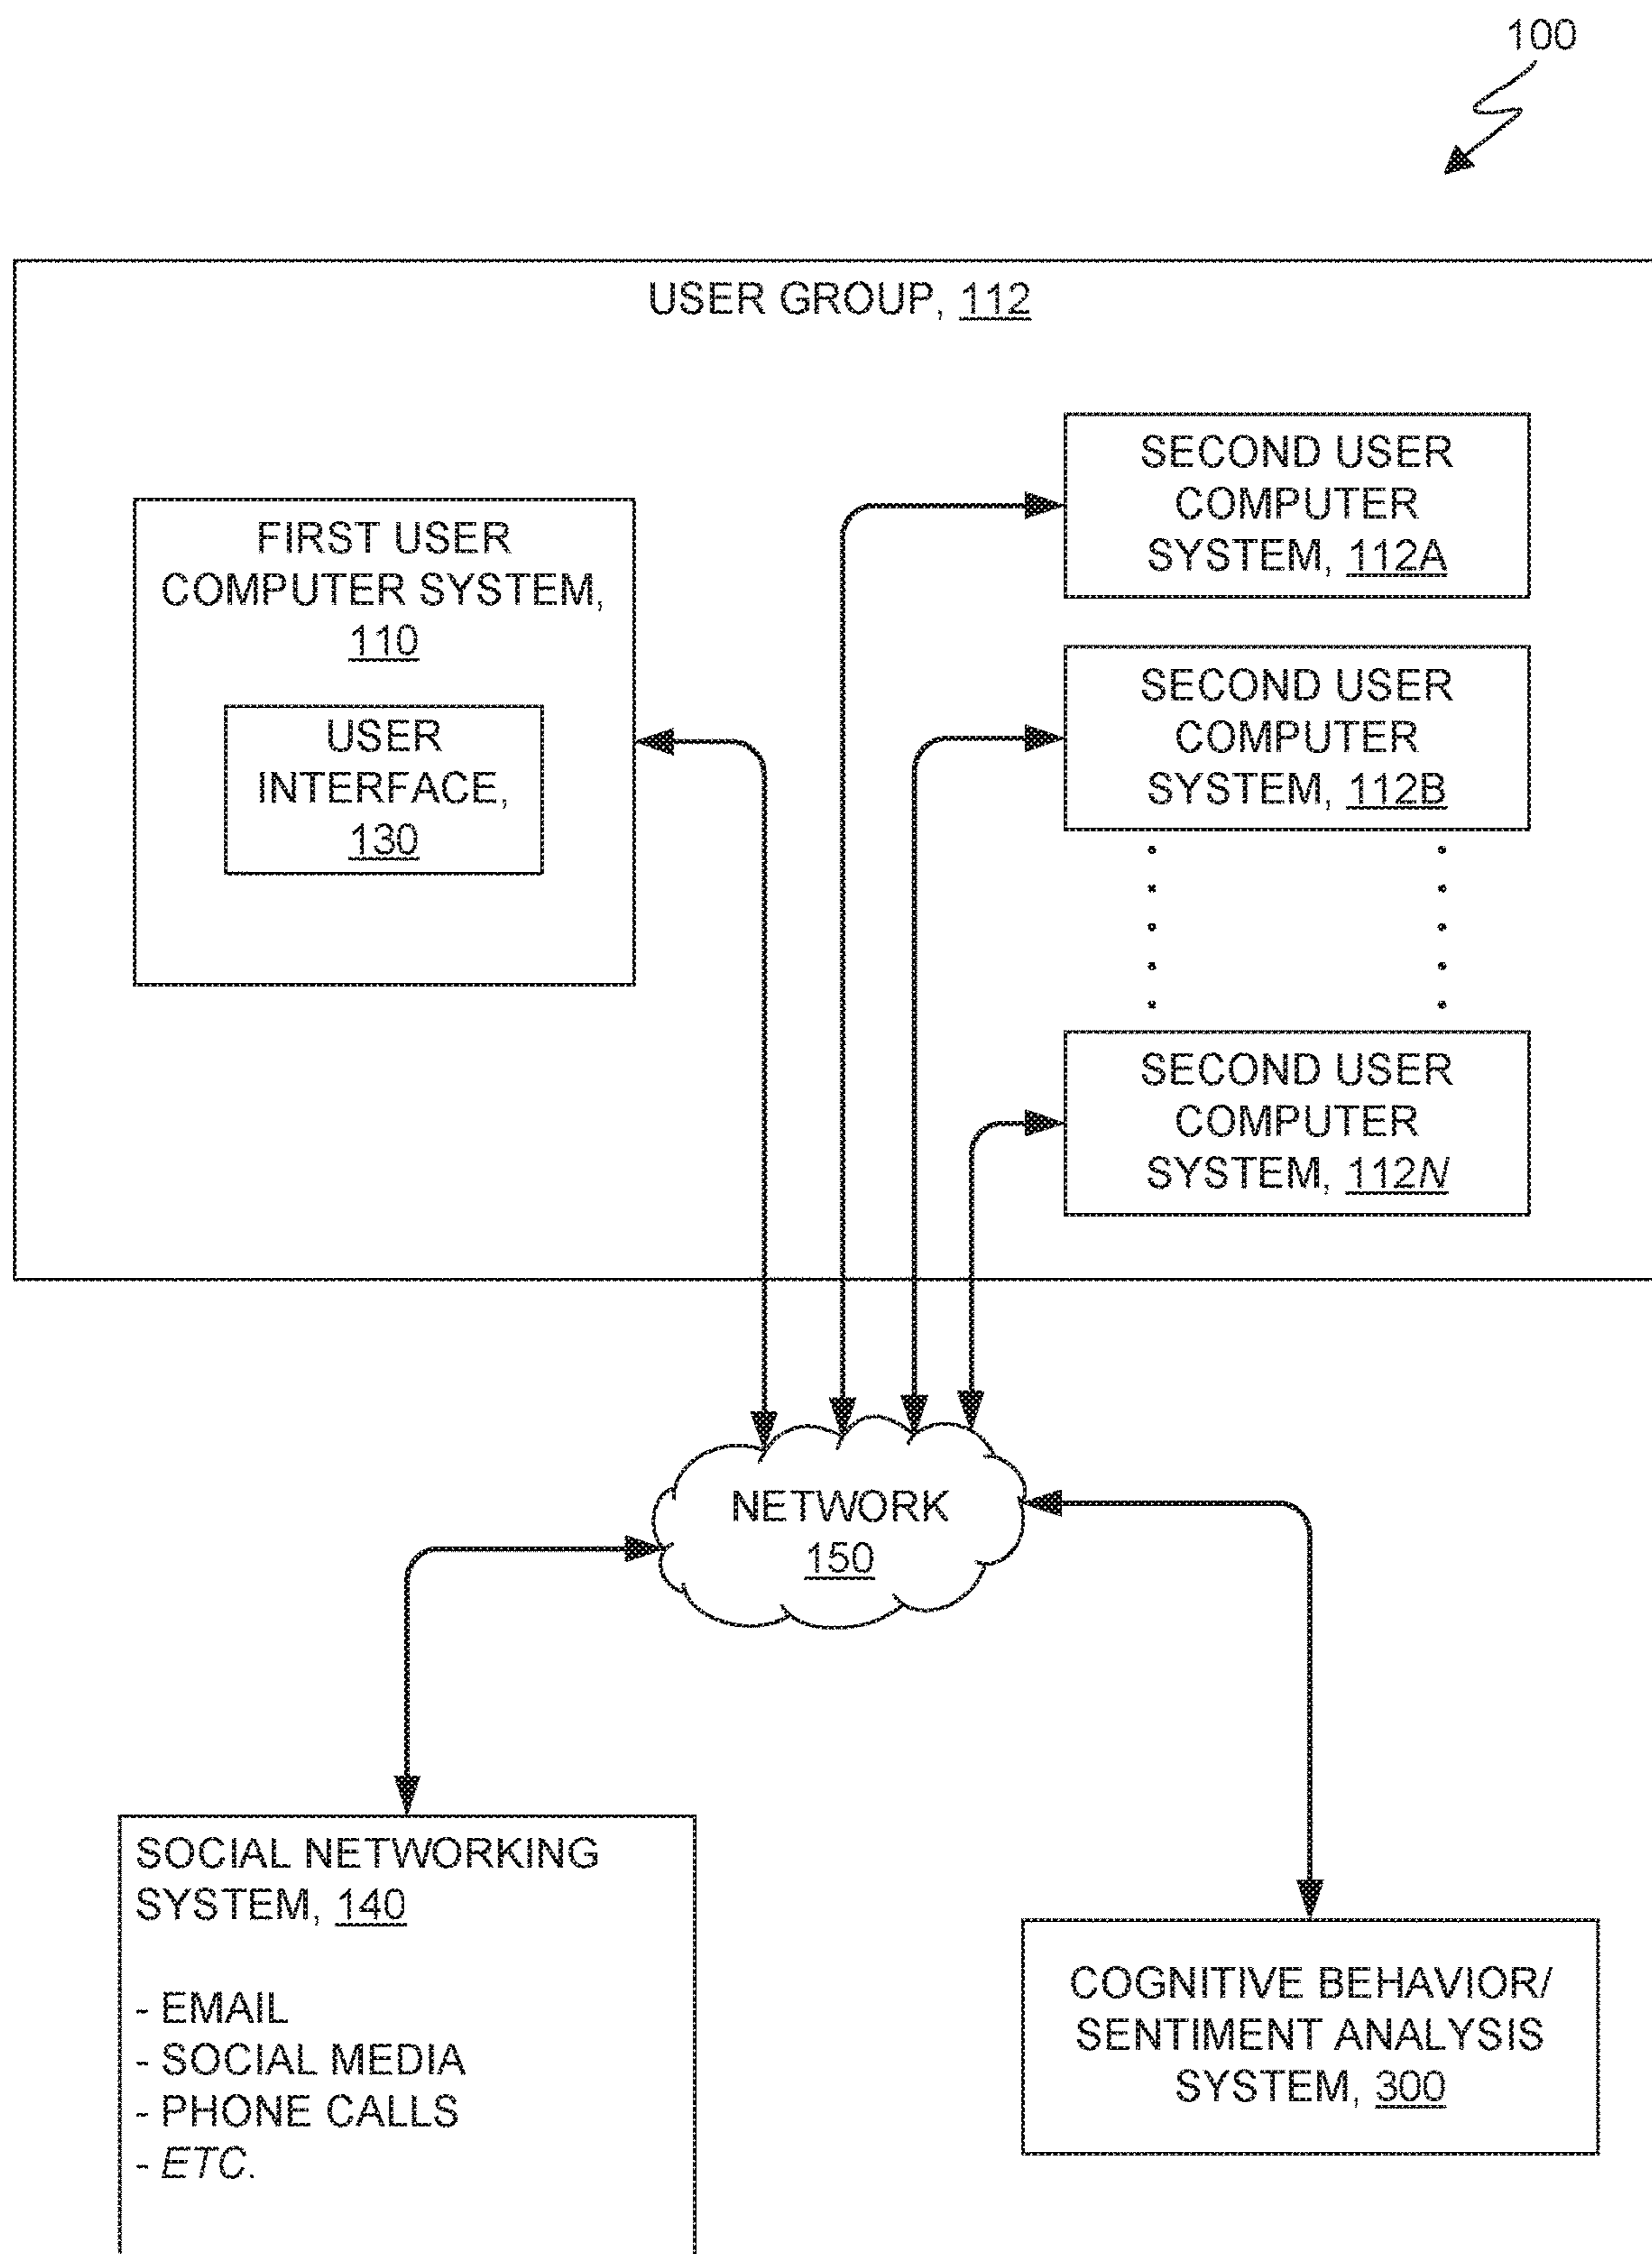 100
USER GROUP, 112
FIRST USER
COMPUTER SYSTEM,
110
USER
INTERFACE,
130
SECOND USER
COMPUTER
SYSTEM, 112A
SECOND USER
COMPUTER
SYSTEM, 112B
SECOND USER
COMPUTER
SYSTEM, 112N
NETWORK
150
SOCIAL NETWORKING
SYSTEM, 140
- EMAIL
- SOCIAL MEDIA
- PHONE CALLS
- ETC.
COGNITIVE BEHAVIOR/
SENTIMENT ANALYSIS
SYSTEM, 300